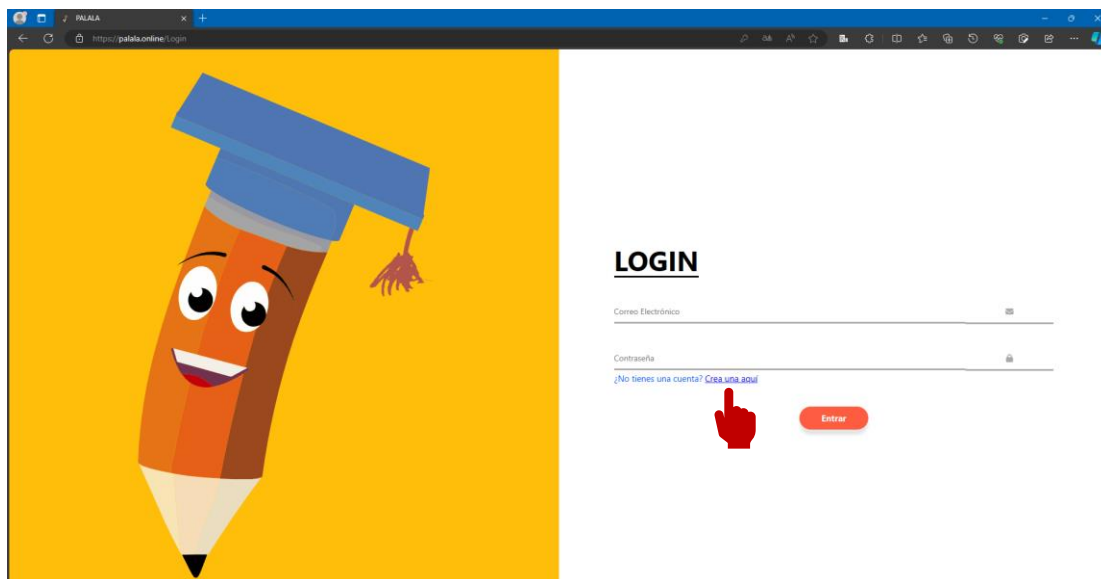 PALALA
https://palala.online/Login
LOGIN
Correo Electrónico
Contraseña
¿No tienes una cuenta? Crea una aquí
Entrar